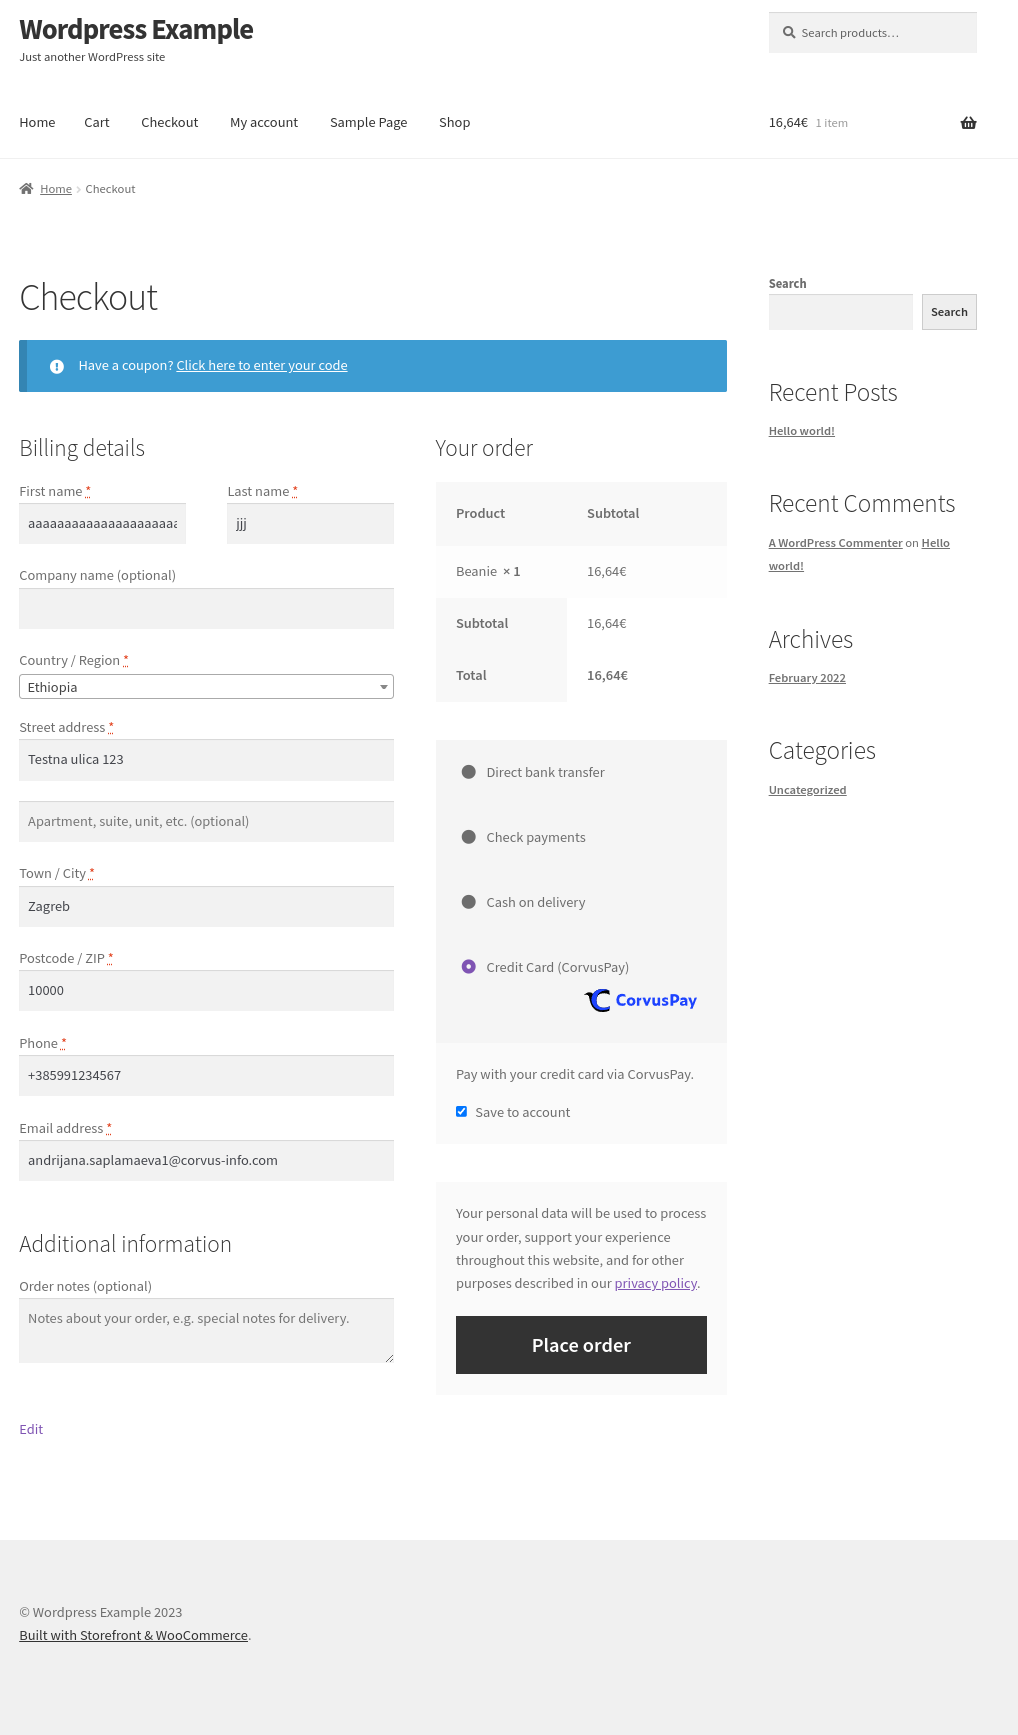 Wordpress Example
Just another WordPress site
Search products…
Home Cart Checkout My account Sample Page Shop
16,64€ 1 item
Home › Checkout
Checkout
Have a coupon? Click here to enter your code
Billing details
First name * Last name *
jjj
Company name (optional)
Country / Region *
Ethiopia
Street address *
Testna ulica 123
Apartment, suite, unit, etc. (optional)
Town / City *
Zagreb
Postcode / ZIP *
10000
Phone *
+385991234567
Email address *
andrijana.saplamaeva1@corvus-info.com
Additional information
Order notes (optional)
Notes about your order, e.g. special notes for delivery.
Edit
Your order
Product Subtotal
Beanie × 1 16,64€
Subtotal 16,64€
Total 16,64€
Direct bank transfer
Check payments
Cash on delivery
Credit Card (CorvusPay)
CorvusPay
Pay with your credit card via CorvusPay.
Save to account
Your personal data will be used to process
your order, support your experience
throughout this website, and for other
purposes described in our privacy policy.
Place order
Search
Search
Recent Posts
Hello world!
Recent Comments
A WordPress Commenter on Hello
world!
Archives
February 2022
Categories
Uncategorized
© Wordpress Example 2023
Built with Storefront & WooCommerce.